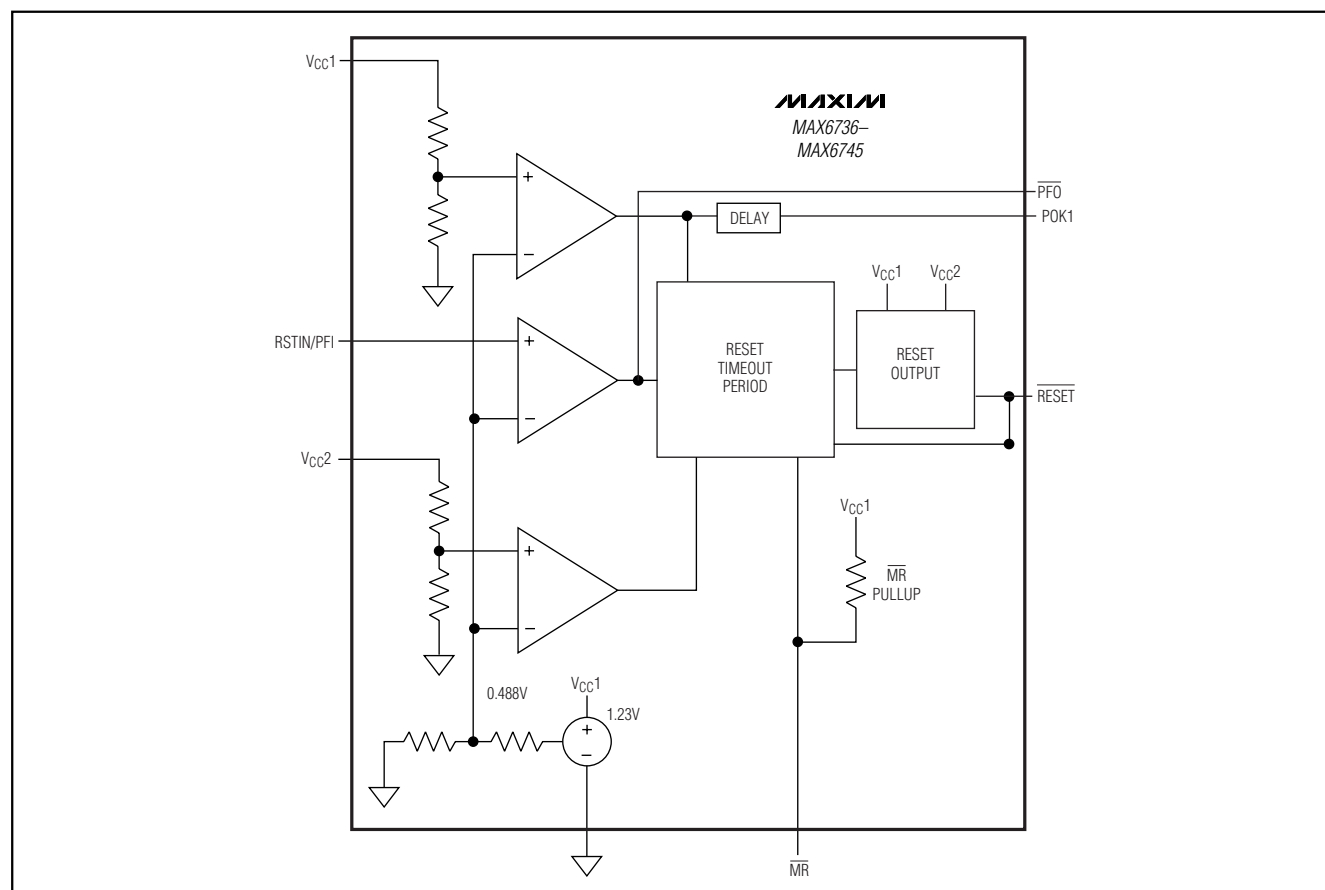 VCC1
MAXIM
MAX6736–
MAX6745
+
PFO
DELAY
POK1
−
VCC1
VCC2
RSTIN/PFI
+
RESET
TIMEOUT
PERIOD
RESET
OUTPUT
RESET
−
VCC2
VCC1
+
MR
PULLUP
−
0.488V
VCC1
1.23V
+
−
MR